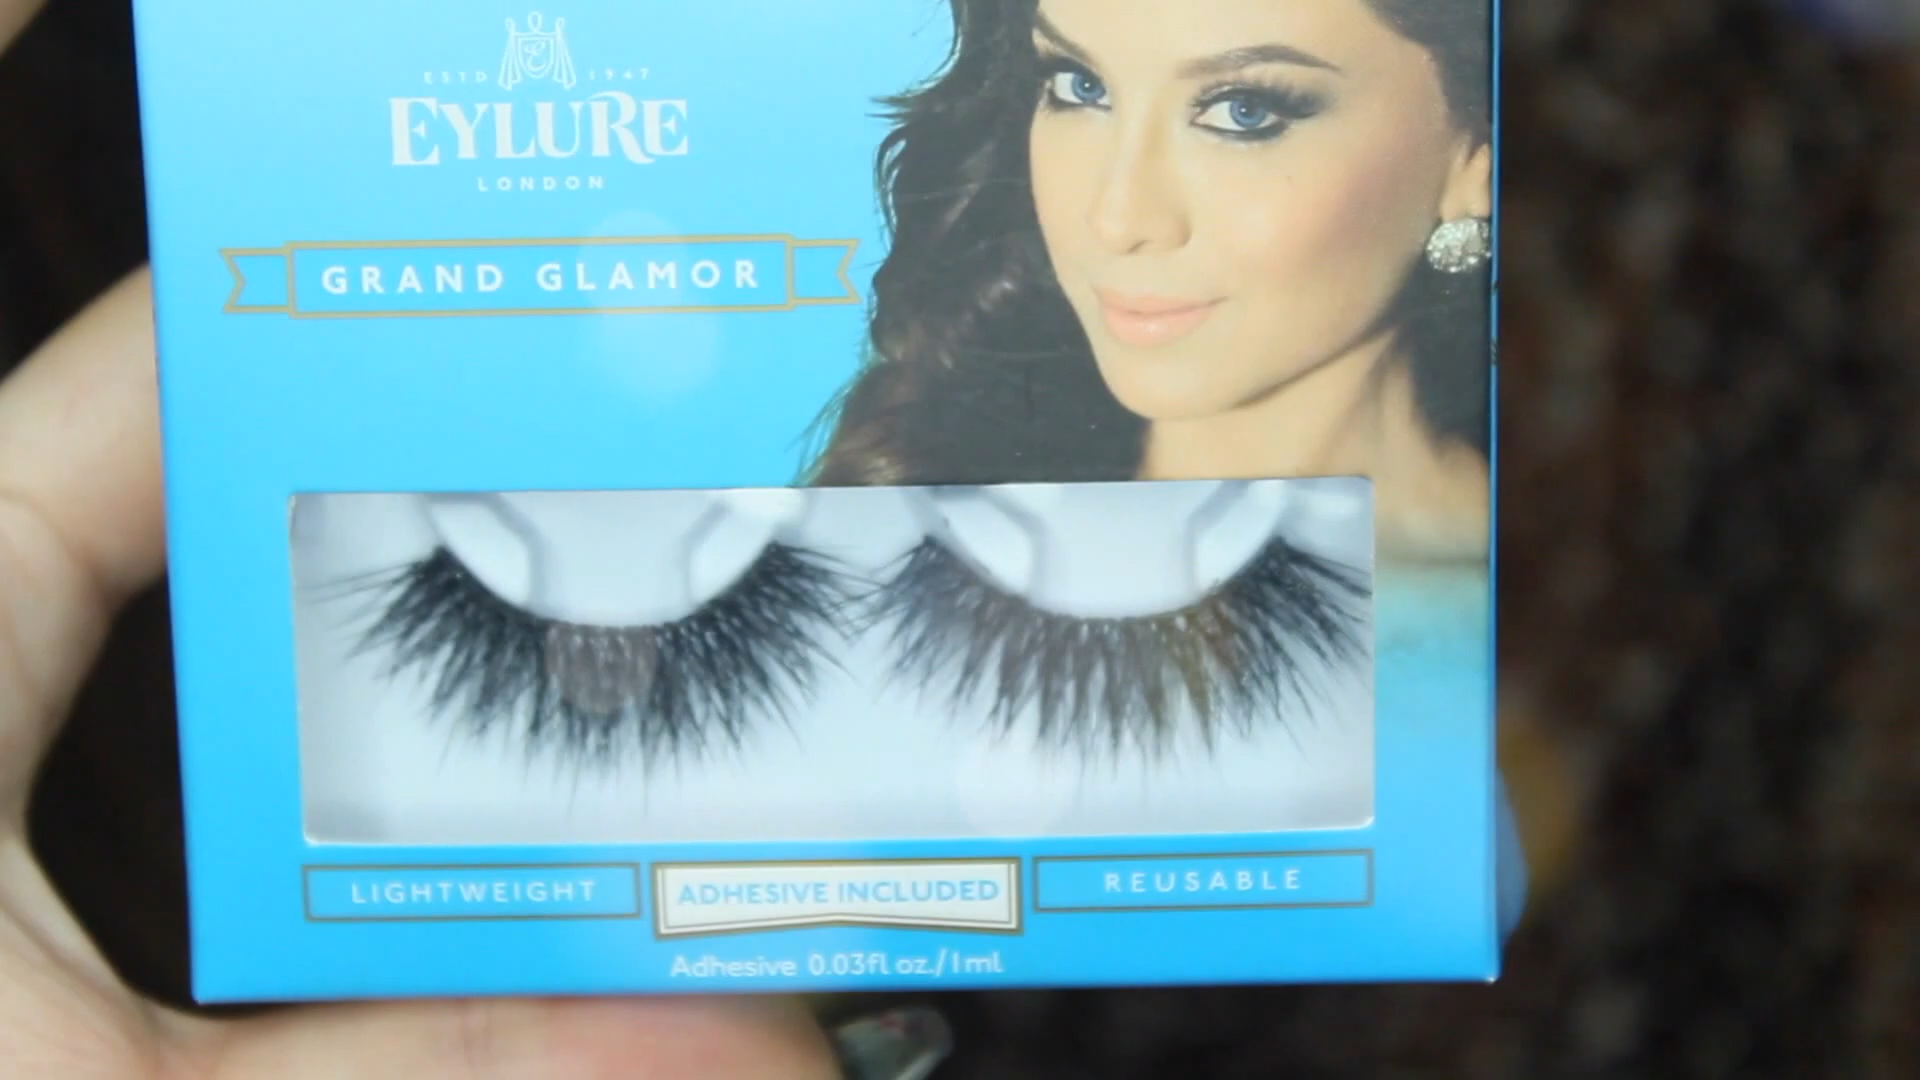 ESTD 1947
EYLURE
LONDON
GRAND GLAMOR
LIGHTWEIGHT
ADHESIVE INCLUDED
REUSABLE
Adhesive 0.03fl oz./1ml